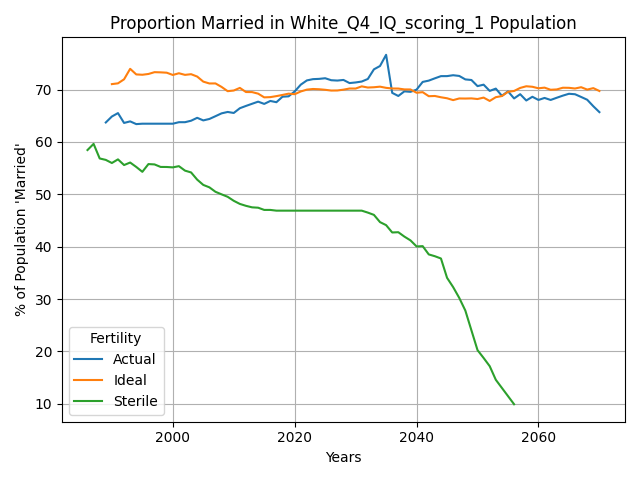 Proportion Married in White_Q4_IQ_scoring_1 Population
% of Population 'Married'
70
60
50
40
30
20
10
Fertility
Actual
Ideal
Sterile
2000
2020
2040
2060
Years